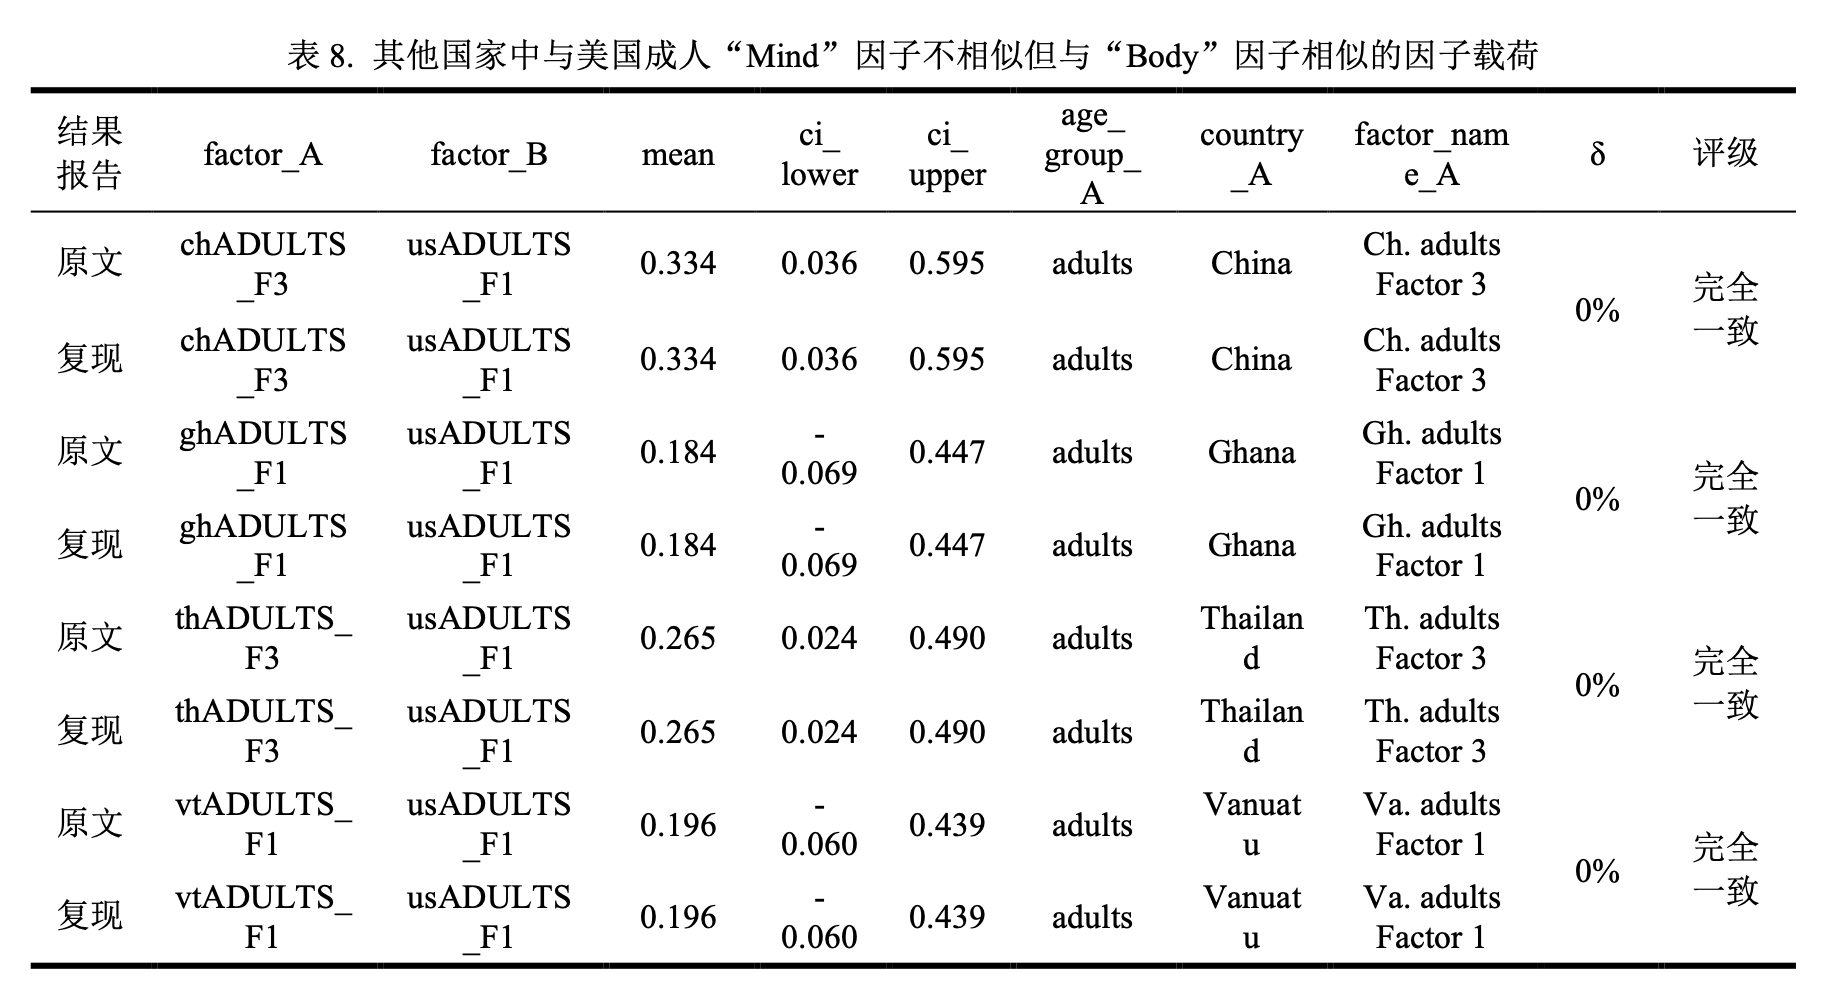 表 8. 其他国家中与美国成人“Mind”因子不相似但与“Body”因子相似的因子载荷
结果报告 factor_A factor_B mean ci_lower ci_upper age_group_A country_A factor_name_A δ 评级
原文 chADULTS_F3 usADULTS_F1 0.334 0.036 0.595 adults China Ch. adults Factor 3 0% 完全一致
复现 chADULTS_F3 usADULTS_F1 0.334 0.036 0.595 adults China Ch. adults Factor 3
原文 ghADULTS_F1 usADULTS_F1 0.184 -0.069 0.447 adults Ghana Gh. adults Factor 1 0% 完全一致
复现 ghADULTS_F1 usADULTS_F1 0.184 -0.069 0.447 adults Ghana Gh. adults Factor 1
原文 thADULTS_F3 usADULTS_F1 0.265 0.024 0.490 adults Thailand Th. adults Factor 3 0% 完全一致
复现 thADULTS_F3 usADULTS_F1 0.265 0.024 0.490 adults Thailand Th. adults Factor 3
原文 vtADULTS_F1 usADULTS_F1 0.196 -0.060 0.439 adults Vanuatu Va. adults Factor 1 0% 完全一致
复现 vtADULTS_F1 usADULTS_F1 0.196 -0.060 0.439 adults Vanuatu Va. adults Factor 1